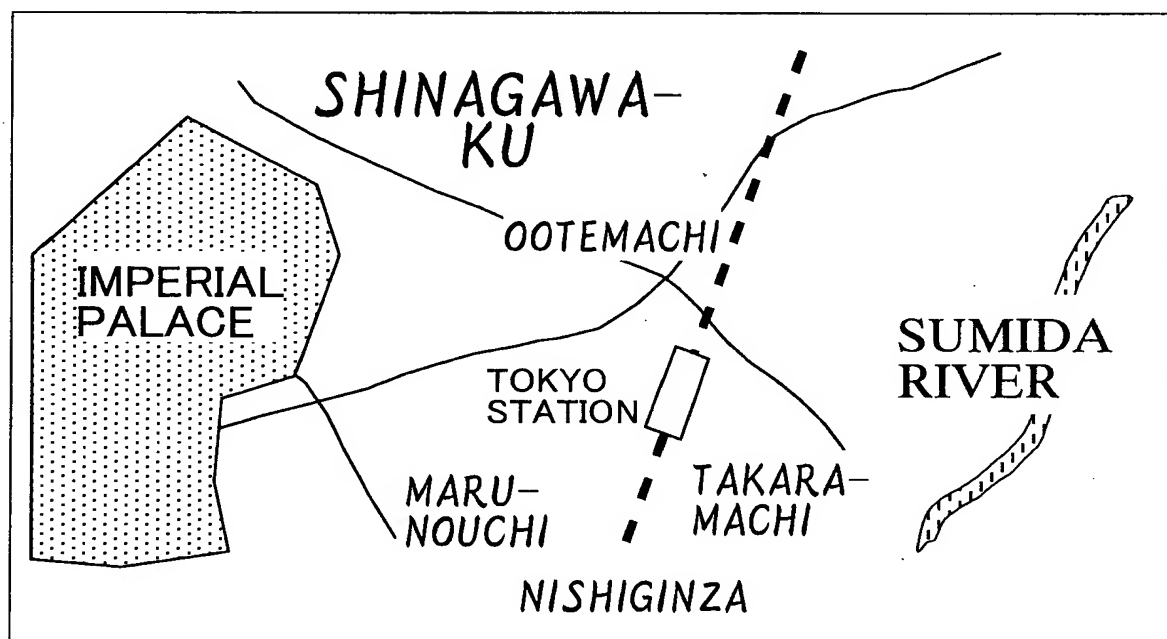 SHINAGAWA–
KU
OOTEMACHI
IMPERIAL
PALACE
SUMIDA
RIVER
TOKYO
STATION
MARU–
NOUCHI
TAKARA–
MACHI
NISHIGINZA